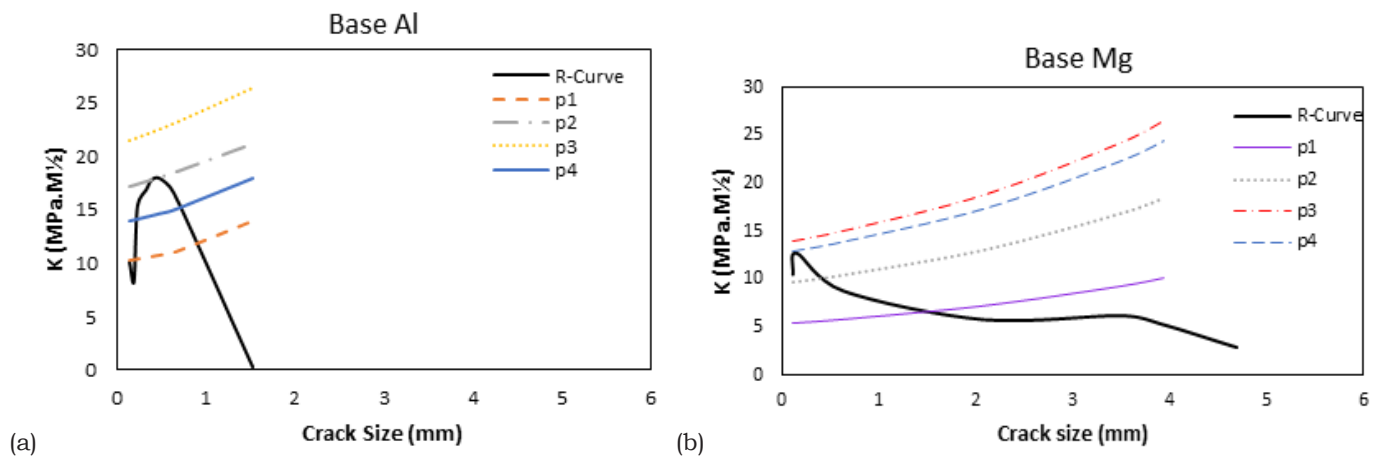 Base Al
30
25
20
15
10
5
0
K (MPa.M½)
R-Curve
p1
p2
p3
p4
0 1 2 3 4 5 6
Crack Size (mm)
(a)
Base Mg
30
25
20
15
10
5
0
K (MPa.M½)
R-Curve
p1
p2
p3
p4
0 1 2 3 4 5 6
Crack size (mm)
(b)